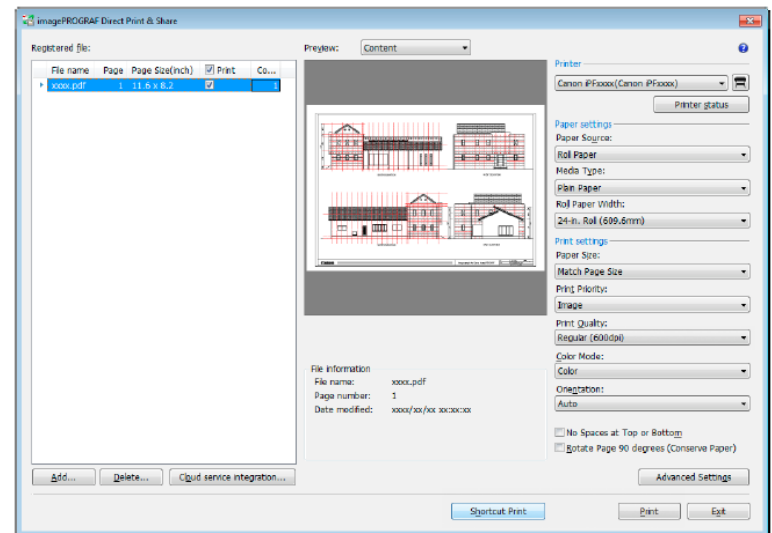 imagePROGRAF Direct Print & Share
Registered file:
File name Page Page Size(inch) Print Co...
xxxx.pdf 1 11.6 x 8.2 1
Add... Delete... Cloud service integration...
Preview: Content
File information
File name: xxxx.pdf
Page number: 1
Date modified: xxxx/xx/xx xx:xx:xx
Printer
Canon iPFxxxx(Canon iPFxxxx)
Printer status
Paper settings
Paper Source:
Roll Paper
Media Type:
Plain Paper
Roll Paper Width:
24-in. Roll (609.6mm)
Print settings
Paper Size:
Match Page Size
Print Priority:
Image
Print Quality:
Regular (600dpi)
Color Mode:
Color
Orientation:
Auto
No Spaces at Top or Bottom
Rotate Page 90 degrees (Conserve Paper)
Advanced Settings
Shortcut Print Print Exit